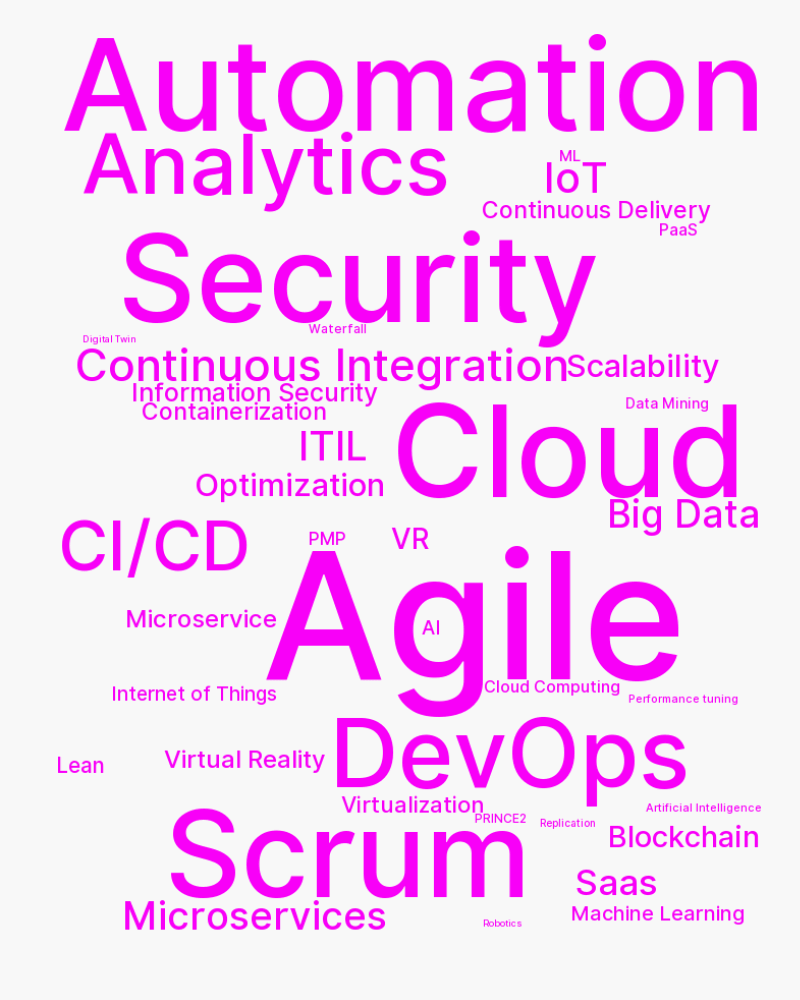 Automation
Analytics
ML
IoT
Continuous Delivery
PaaS
Security
Waterfall
Digital Twin
Continuous Integration
Scalability
Information Security
Containerization
Data Mining
Cloud
ITIL
Optimization
Big Data
CI/CD
PMP
VR
Agile
Microservice
AI
Internet of Things
Cloud Computing
Performance tuning
DevOps
Lean
Virtual Reality
Virtualization
Artificial Intelligence
PRINCE2
Replication
Scrum
Blockchain
Saas
Microservices
Machine Learning
Robotics